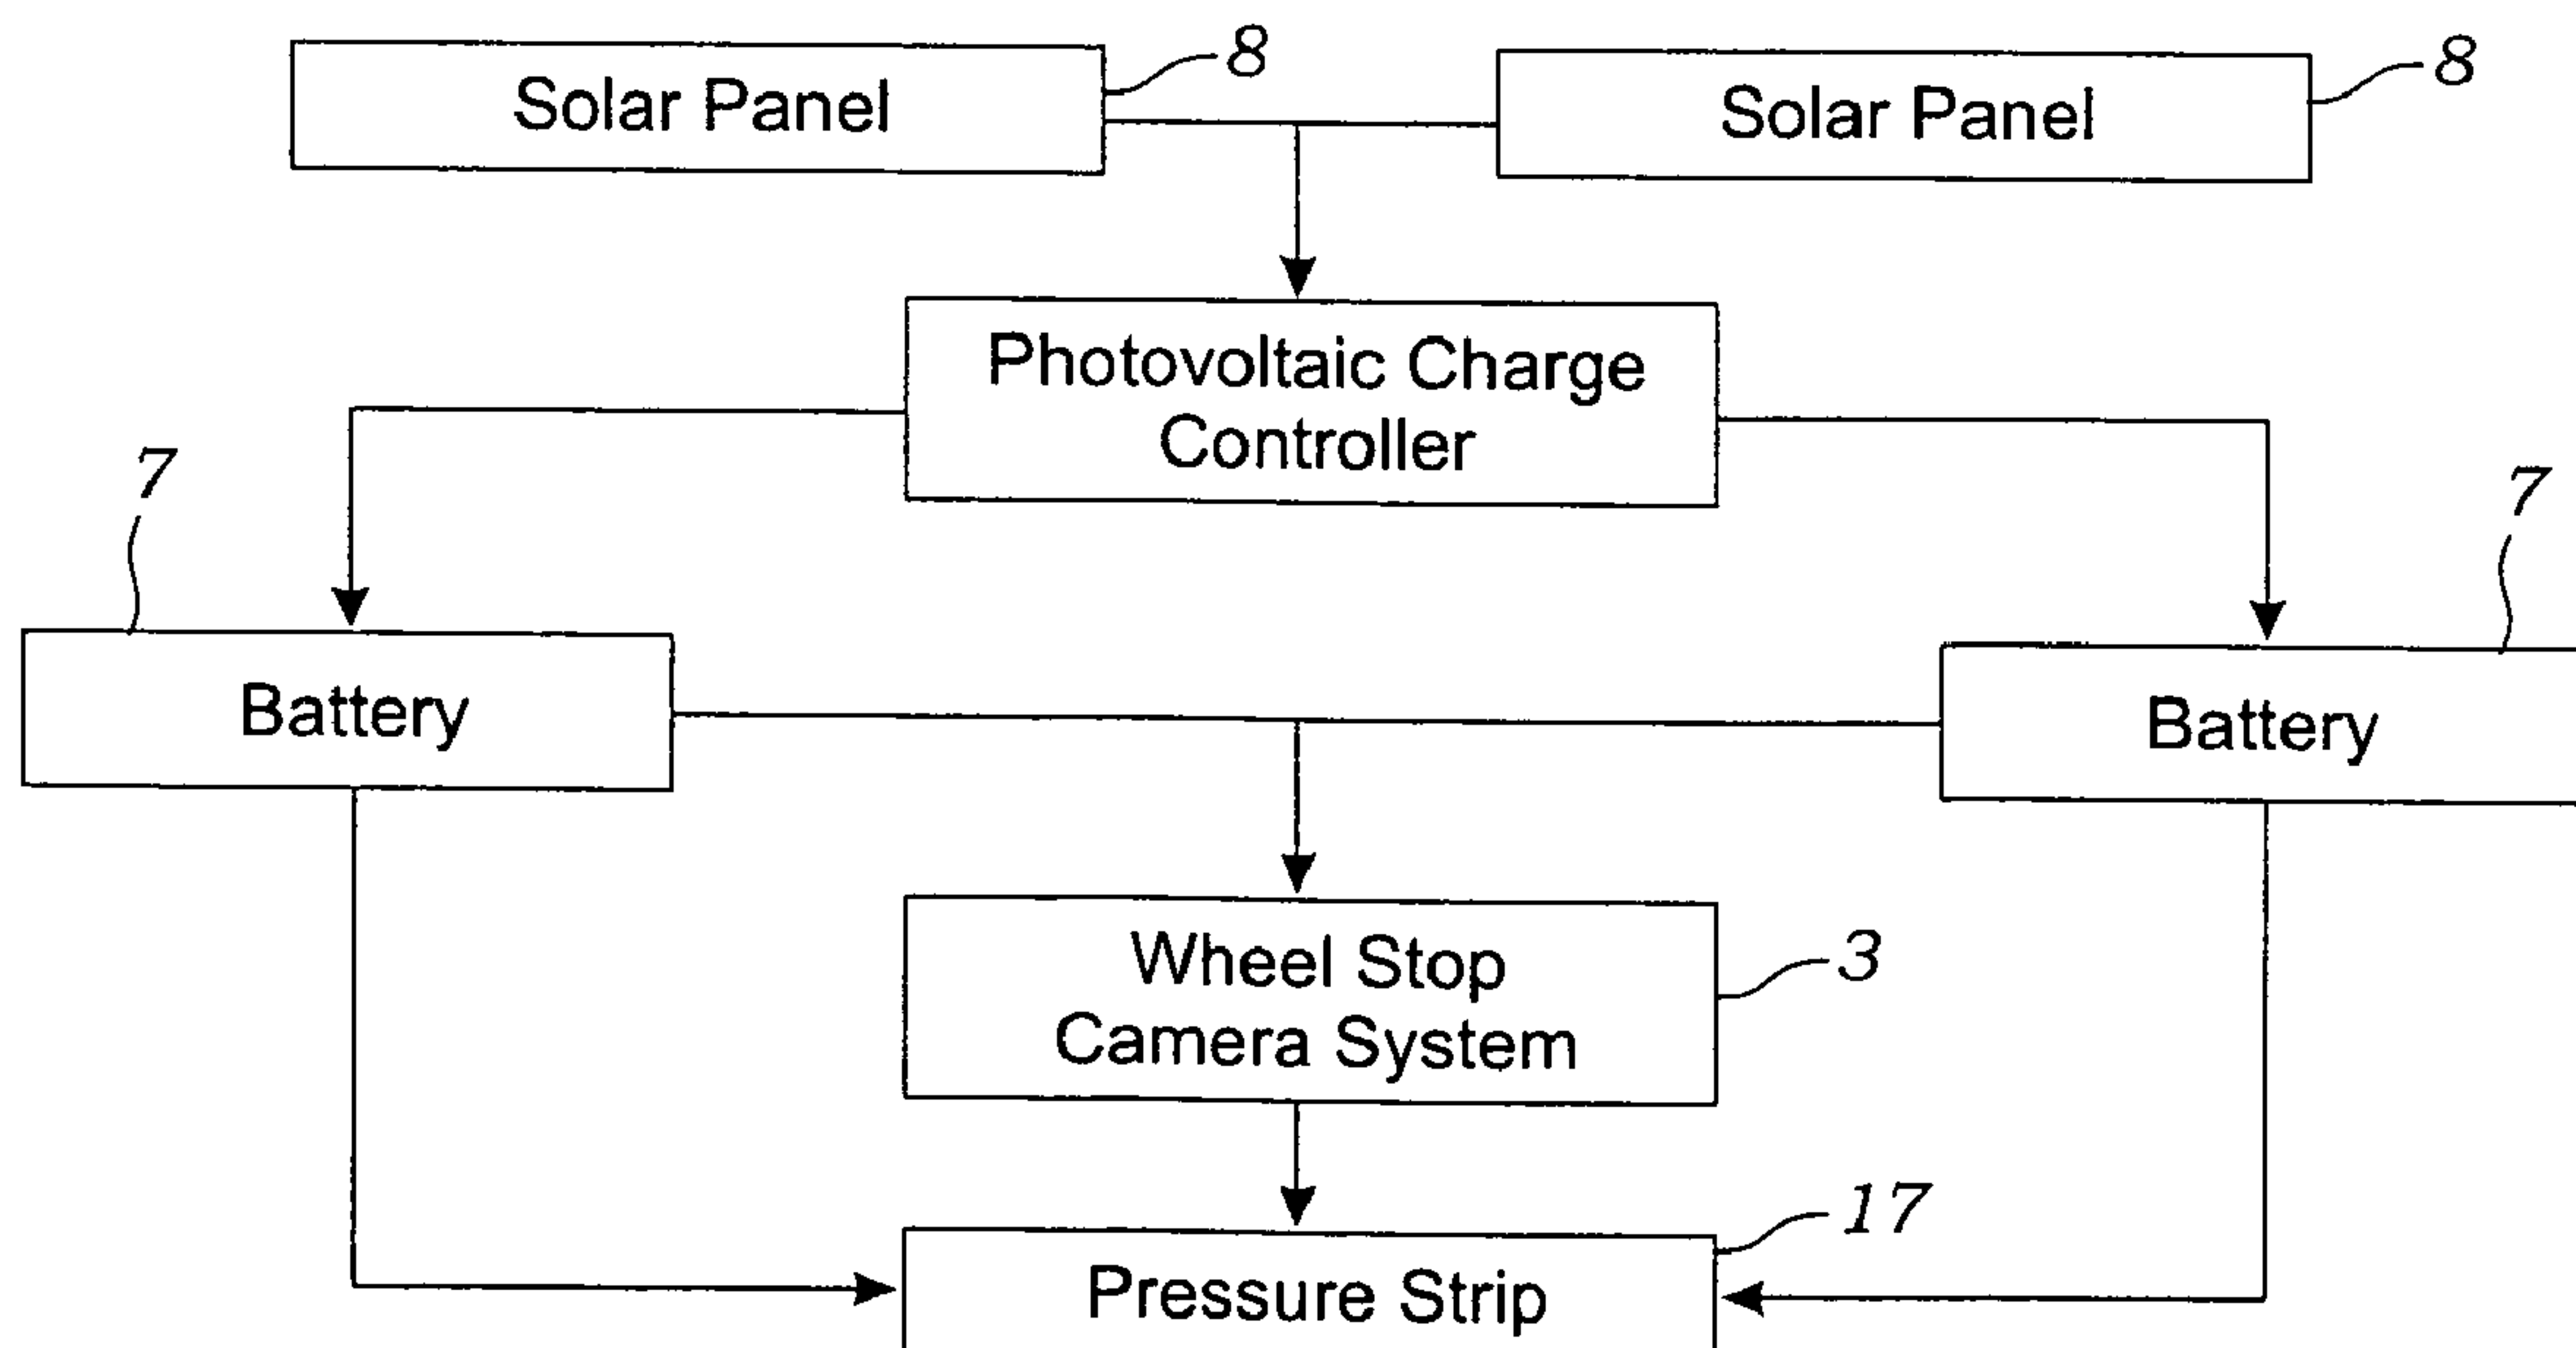 Solar Panel
8
Solar Panel
8
Photovoltaic Charge
Controller
7
7
Battery
Battery
Wheel Stop
Camera System
3
17
Pressure Strip